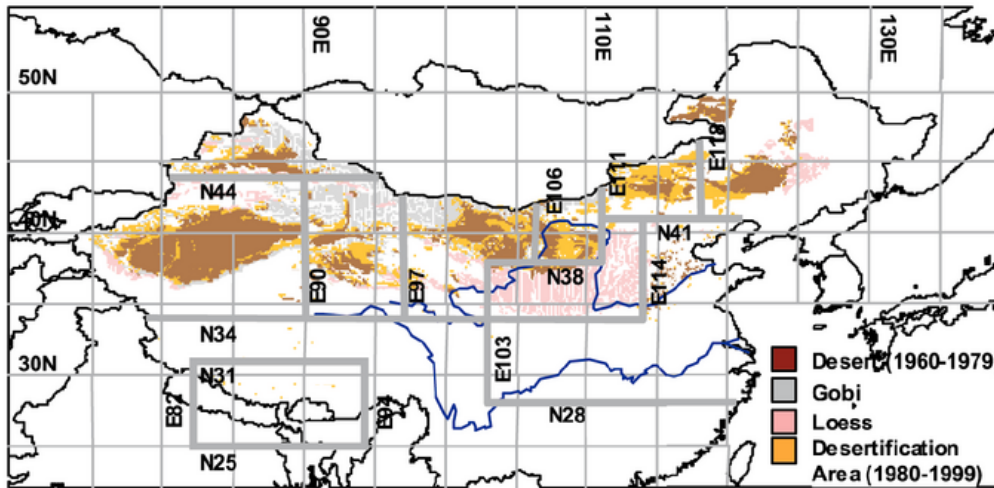 90E
110E
130E
50N
E118
E111
E106
N44
40N
N41
E90
E97
N38
E114
N34
E103
30N
N31
E82
E94
N28
N25
Desert (1960-1979
Gobi
Loess
Desertification
Area (1980-1999)